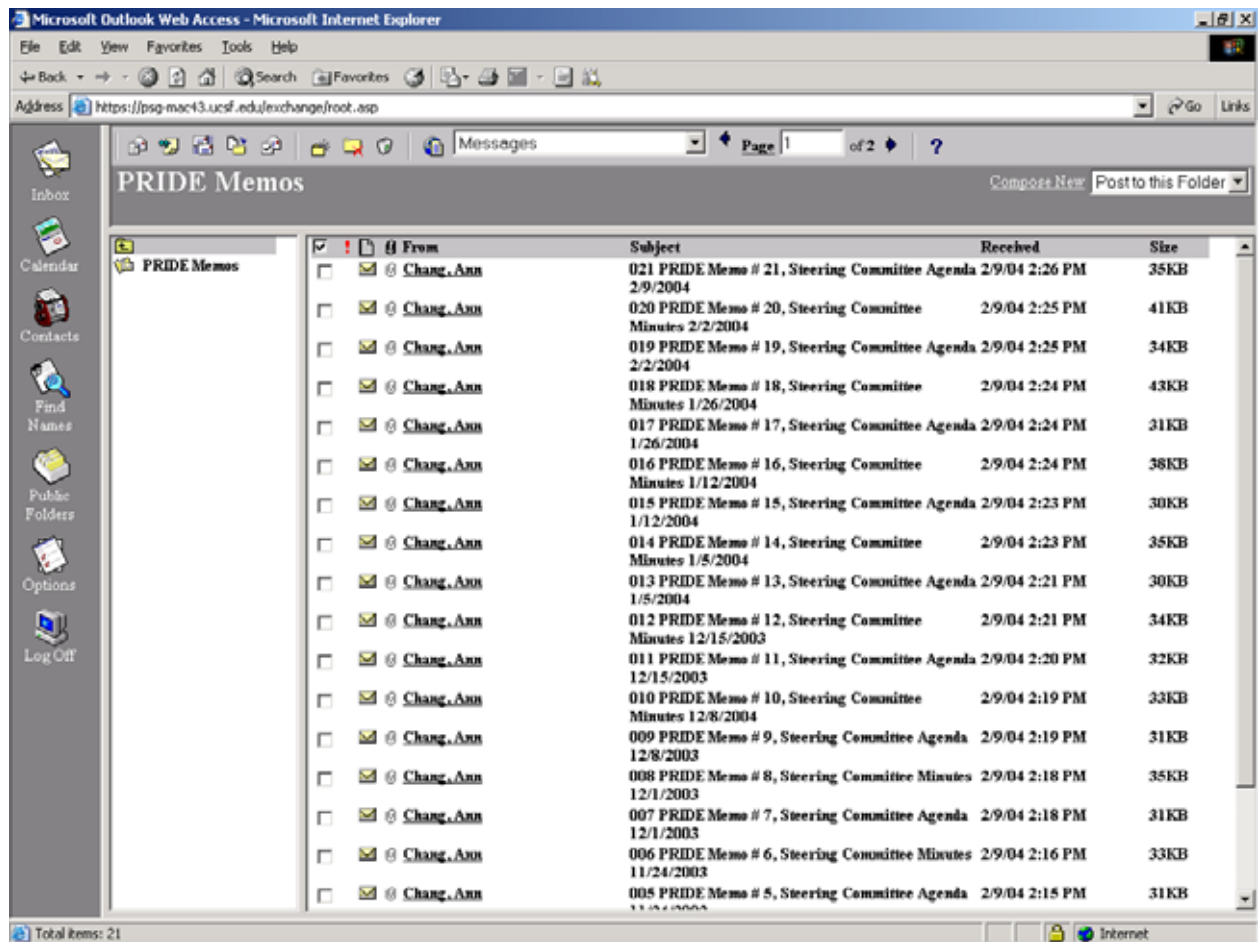 Microsoft Outlook Web Access - Microsoft Internet Explorer
File Edit View Favorites Tools Help
Back Search Favorites
Address https://psg-mac43.ucsf.edu/exchange/root.asp Go Links
Messages Page 1 of 2 ?
PRIDE Memos Compose New Post to this Folder
Inbox
Calendar
Contacts
Find
Names
Public
Folders
Options
Log Off
PRIDE Memos
! From Subject Received Size
Chang, Ann 021 PRIDE Memo # 21, Steering Committee Agenda 2/9/04 2:26 PM 35KB
2/9/2004
Chang, Ann 020 PRIDE Memo # 20, Steering Committee 2/9/04 2:25 PM 41KB
Minutes 2/2/2004
Chang, Ann 019 PRIDE Memo # 19, Steering Committee Agenda 2/9/04 2:25 PM 34KB
2/2/2004
Chang, Ann 018 PRIDE Memo # 18, Steering Committee 2/9/04 2:24 PM 43KB
Minutes 1/26/2004
Chang, Ann 017 PRIDE Memo # 17, Steering Committee Agenda 2/9/04 2:24 PM 31KB
1/26/2004
Chang, Ann 016 PRIDE Memo # 16, Steering Committee 2/9/04 2:24 PM 38KB
Minutes 1/12/2004
Chang, Ann 015 PRIDE Memo # 15, Steering Committee Agenda 2/9/04 2:23 PM 30KB
1/12/2004
Chang, Ann 014 PRIDE Memo # 14, Steering Committee 2/9/04 2:23 PM 35KB
Minutes 1/5/2004
Chang, Ann 013 PRIDE Memo # 13, Steering Committee Agenda 2/9/04 2:21 PM 30KB
1/5/2004
Chang, Ann 012 PRIDE Memo # 12, Steering Committee 2/9/04 2:21 PM 34KB
Minutes 12/15/2003
Chang, Ann 011 PRIDE Memo # 11, Steering Committee Agenda 2/9/04 2:20 PM 32KB
12/15/2003
Chang, Ann 010 PRIDE Memo # 10, Steering Committee 2/9/04 2:19 PM 33KB
Minutes 12/8/2004
Chang, Ann 009 PRIDE Memo # 9, Steering Committee Agenda 2/9/04 2:19 PM 31KB
12/8/2003
Chang, Ann 008 PRIDE Memo # 8, Steering Committee Minutes 2/9/04 2:18 PM 35KB
12/1/2003
Chang, Ann 007 PRIDE Memo # 7, Steering Committee Agenda 2/9/04 2:18 PM 31KB
12/1/2003
Chang, Ann 006 PRIDE Memo # 6, Steering Committee Minutes 2/9/04 2:16 PM 33KB
11/24/2003
Chang, Ann 005 PRIDE Memo # 5, Steering Committee Agenda 2/9/04 2:15 PM 31KB
Total items: 21 Internet